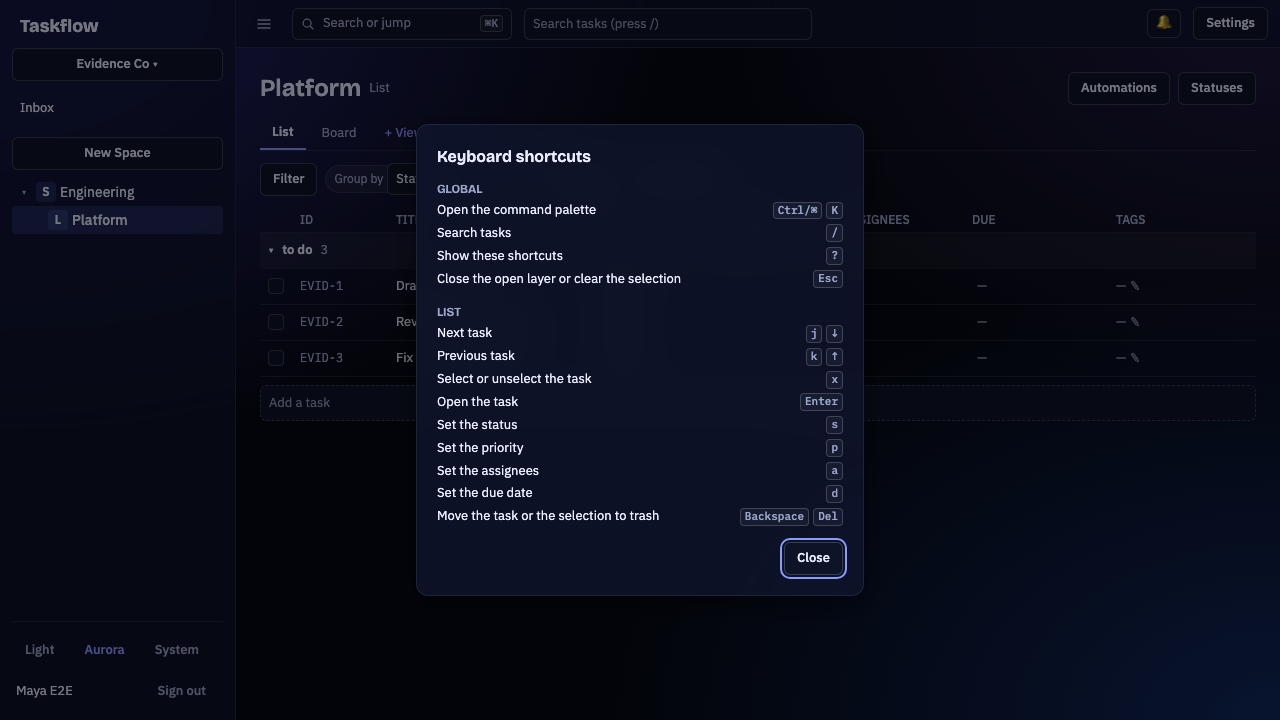 Taskflow
Evidence Co ▾
Inbox
New Space
▾ S Engineering
L Platform
Light Aurora System
Maya E2E Sign out
Search or jump ⌘K
Search tasks (press /)
🔔
Settings
Platform List
Automations Statuses
List Board + View
Filter Group by
ID DUE TAGS
▾ to do 3
EVID-1 — — ✎
EVID-2 — — ✎
EVID-3 Fix — — ✎
Add a task
Keyboard shortcuts
GLOBAL
Open the command palette Ctrl/⌘ K
Search tasks /
Show these shortcuts ?
Close the open layer or clear the selection Esc
LIST
Next task j ↓
Previous task k ↑
Select or unselect the task x
Open the task Enter
Set the status s
Set the priority p
Set the assignees a
Set the due date d
Move the task or the selection to trash Backspace Del
Close